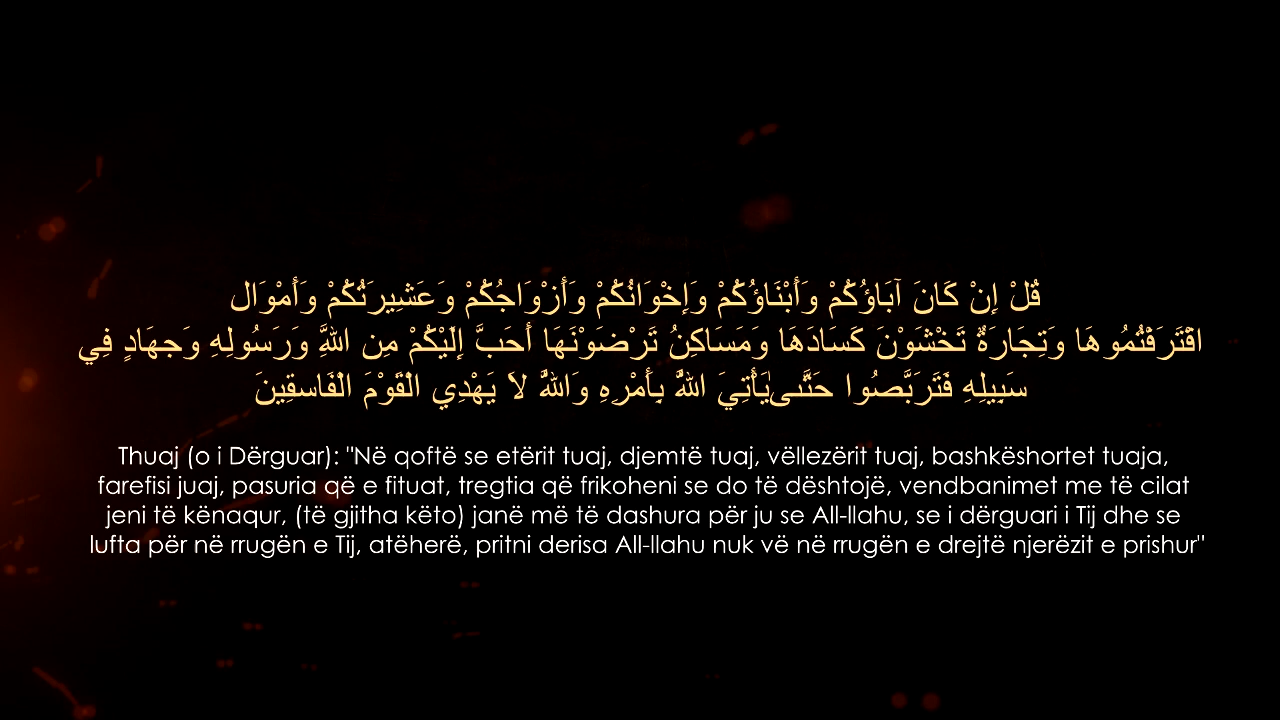 قُلْ إِنْ كَانَ آبَاؤُكُمْ وَأَبْنَاؤُكُمْ وَإِخْوَانُكُمْ وَأَزْوَاجُكُمْ وَعَشِيرَتُكُمْ وَأَمْوَال
اقْتَرَفْتُمُوهَا وَتِجَارَةٌ تَخْشَوْنَ كَسَادَهَا وَمَسَاكِنُ تَرْضَوْنَهَا أَحَبَّ إِلَيْكُمْ مِن اللَّهِ وَرَسُولِهِ وَجِهَادٍ فِي
سَبِيلِهِ فَتَرَبَّصُوا حَتَّىٰ يَأْتِيَ اللَّهُ بِأَمْرِهِ وَاللَّهُ لاَ يَهْدِي الْقَوْمَ الْفَاسِقِينَ
Thuaj (o i Dërguar): "Në qoftë se etërit tuaj, djemtë tuaj, vëllezërit tuaj, bashkëshortet tuaja,
farefisi juaj, pasuria që e fituat, tregtia që frikoheni se do të dështojë, vendbanimet me të cilat
jeni të kënaqur, (të gjitha këto) janë më të dashura për ju se All-llahu, se i dërguari i Tij dhe se
lufta për në rrugën e Tij, atëherë, pritni derisa All-llahu nuk vë në rrugën e drejtë njerëzit e prishur"